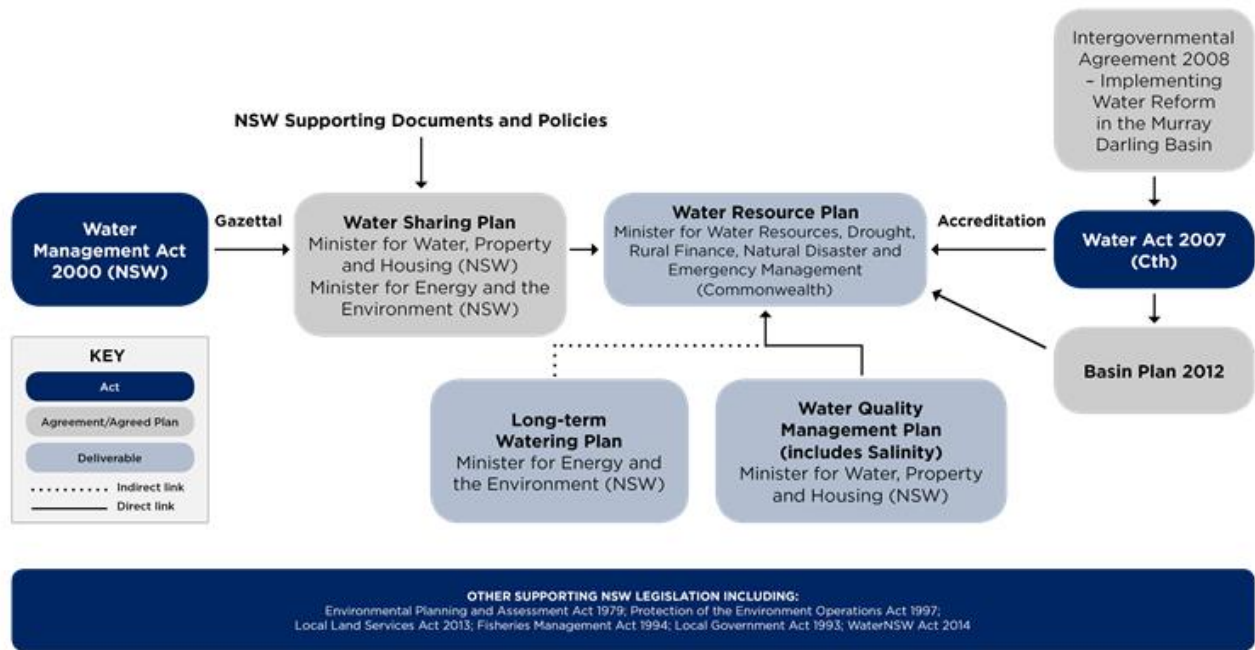 Intergovernmental
Agreement 2008
– Implementing
Water Reform
in the Murray
Darling Basin
NSW Supporting Documents and Policies
Water
Management Act
2000 (NSW)
Gazettal
Water Sharing Plan
Minister for Water, Property
and Housing (NSW)
Minister for Energy and the
Environment (NSW)
Water Resource Plan
Minister for Water Resources, Drought,
Rural Finance, Natural Disaster and
Emergency Management
(Commonwealth)
Accreditation
Water Act 2007
(Cth)
Basin Plan 2012
KEY
Act
Agreement/Agreed Plan
Deliverable
Indirect link
Direct link
Long-term
Watering Plan
Minister for Energy and
the Environment (NSW)
Water Quality
Management Plan
(includes Salinity)
Minister for Water, Property
and Housing (NSW)
OTHER SUPPORTING NSW LEGISLATION INCLUDING:
Environmental Planning and Assessment Act 1979; Protection of the Environment Operations Act 1997;
Local Land Services Act 2013; Fisheries Management Act 1994; Local Government Act 1993; WaterNSW Act 2014